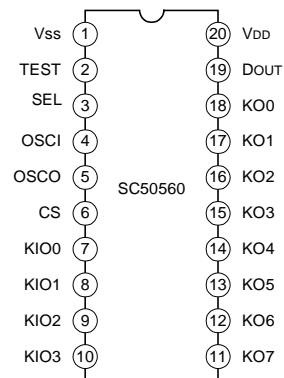 Vss 1 20 VDD
TEST 2 19 DOUT
SEL 3 18 KO0
OSCI 4 17 KO1
OSCO 5 16 KO2
SC50560
CS 6 15 KO3
KIO0 7 14 KO4
KIO1 8 13 KO5
KIO2 9 12 KO6
KIO3 10 11 KO7